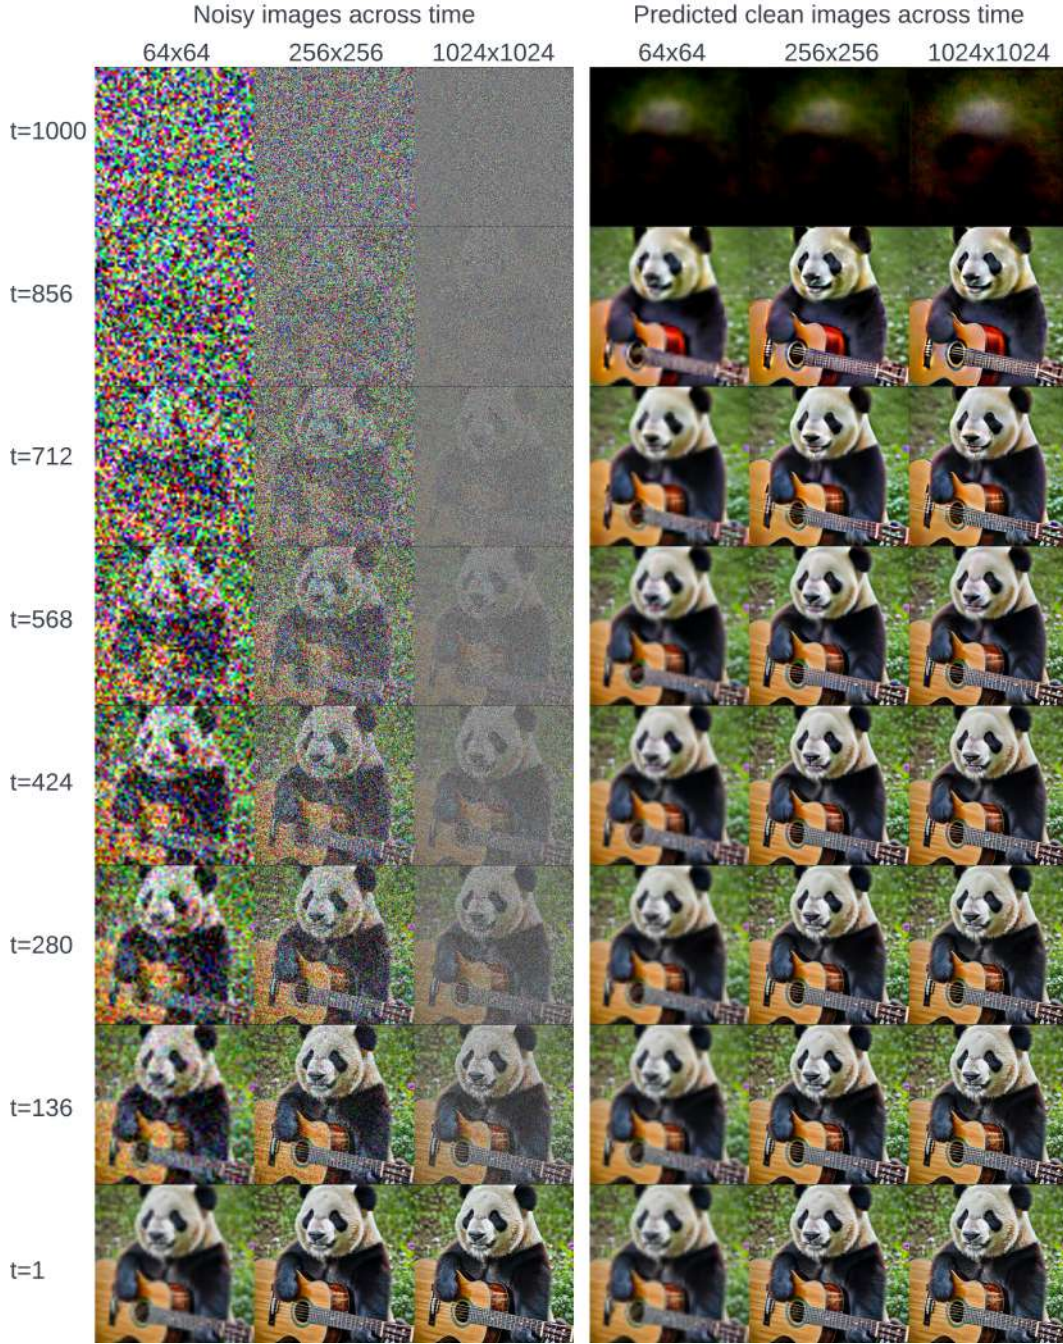 Noisy images across time Predicted clean images across time
64x64 256x256 1024x1024 64x64 256x256 1024x1024
t=1000
t=856
t=712
t=568
t=424
t=280
t=136
t=1